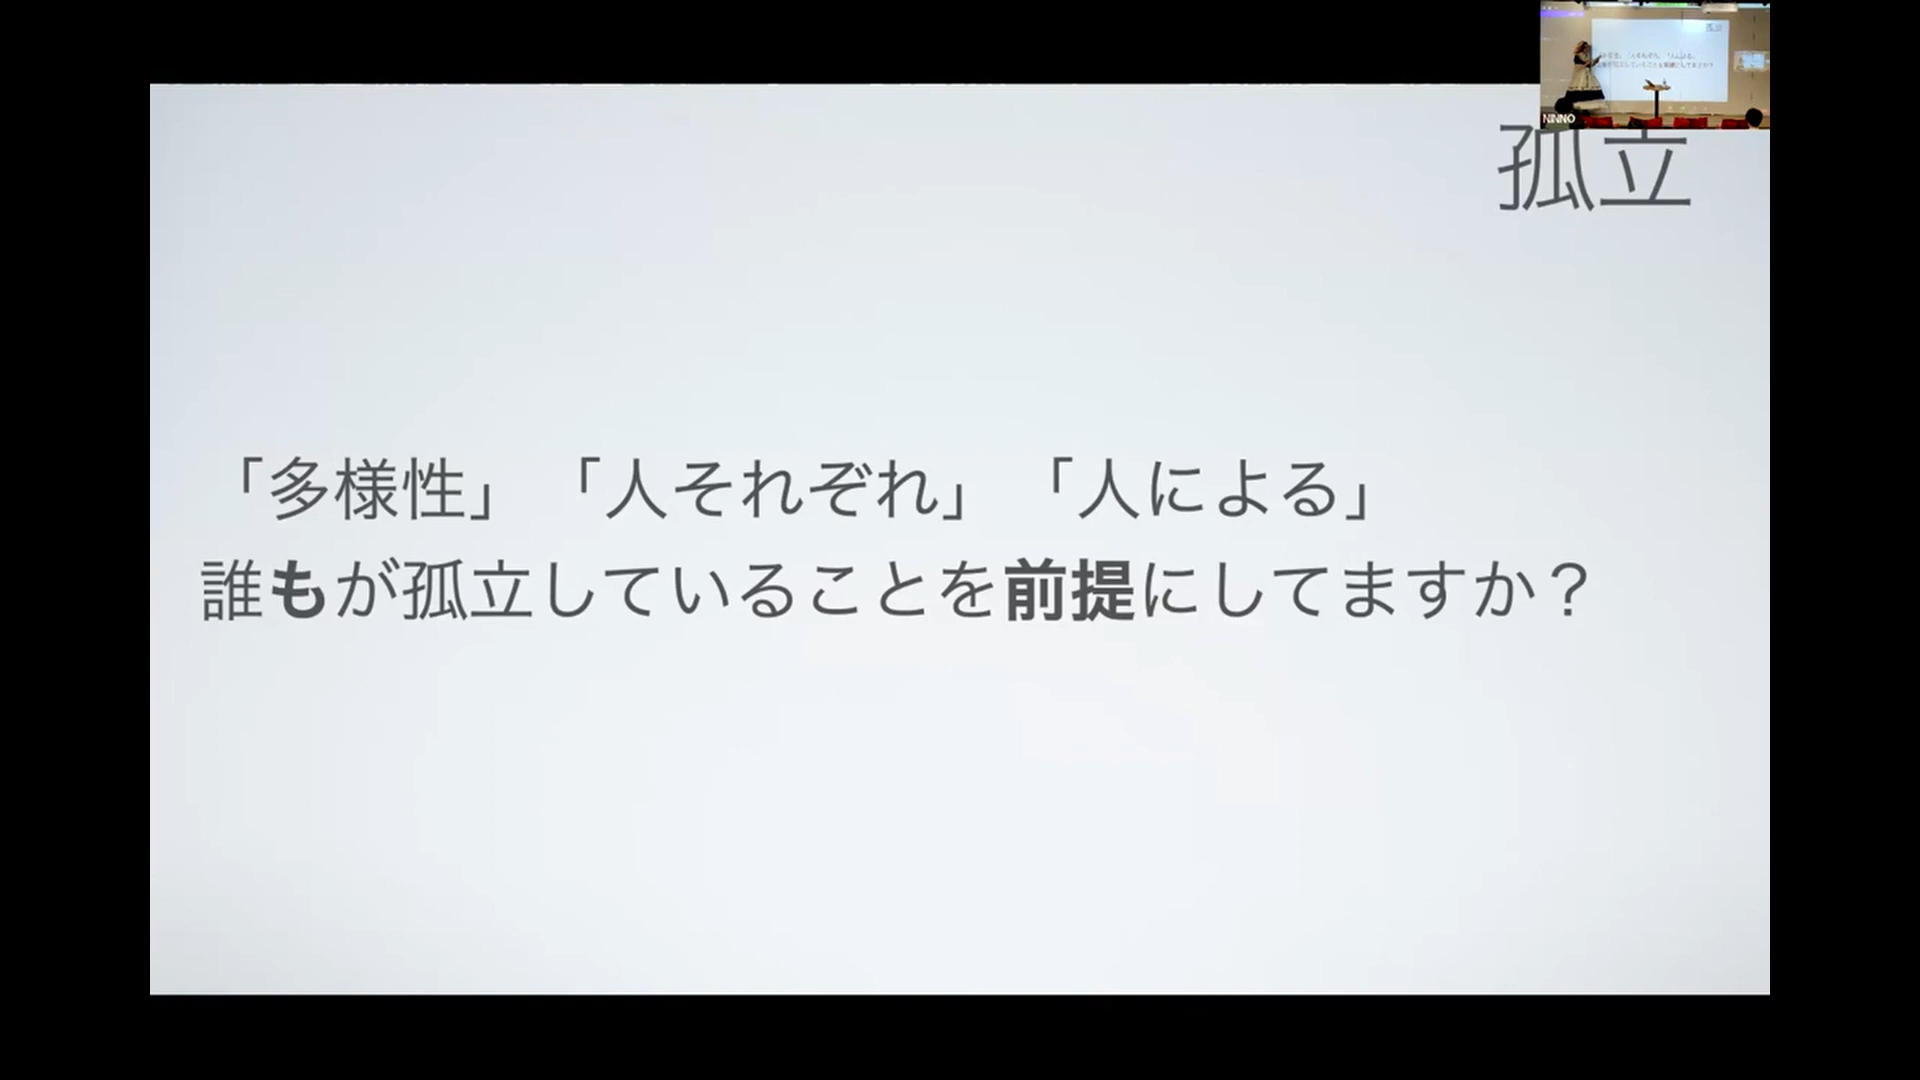 NINNO
孤立
「多様性」「人それぞれ」「人による」
誰もが孤立していることを前提にしてますか？